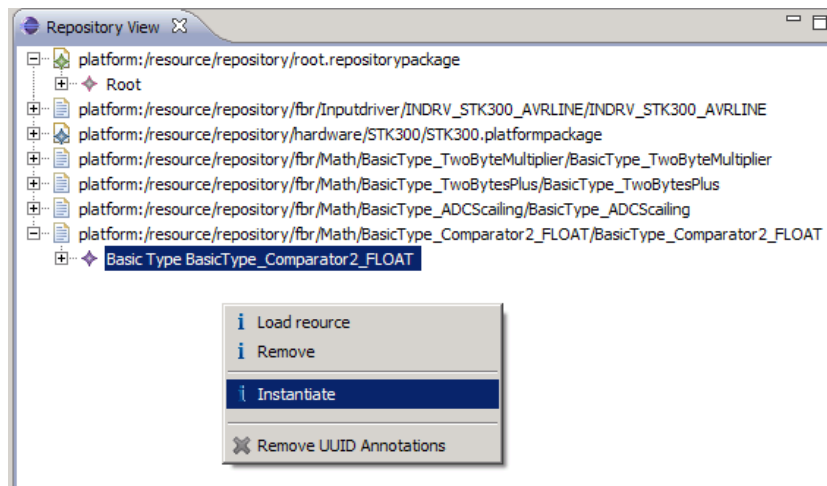 Repository View
platform:/resource/repository/root.repositorypackage
Root
platform:/resource/repository/fbr/Inputdriver/INDRV_STK300_AVRLINE/INDRV_STK300_AVRLINE
platform:/resource/repository/hardware/STK300/STK300.platformpackage
platform:/resource/repository/fbr/Math/BasicType_TwoByteMultiplier/BasicType_TwoByteMultiplier
platform:/resource/repository/fbr/Math/BasicType_TwoBytesPlus/BasicType_TwoBytesPlus
platform:/resource/repository/fbr/Math/BasicType_ADCScailing/BasicType_ADCScailing
platform:/resource/repository/fbr/Math/BasicType_Comparator2_FLOAT/BasicType_Comparator2_FLOAT
Basic Type BasicType_Comparator2_FLOAT
Load reource
Remove
Instantiate
Remove UUID Annotations